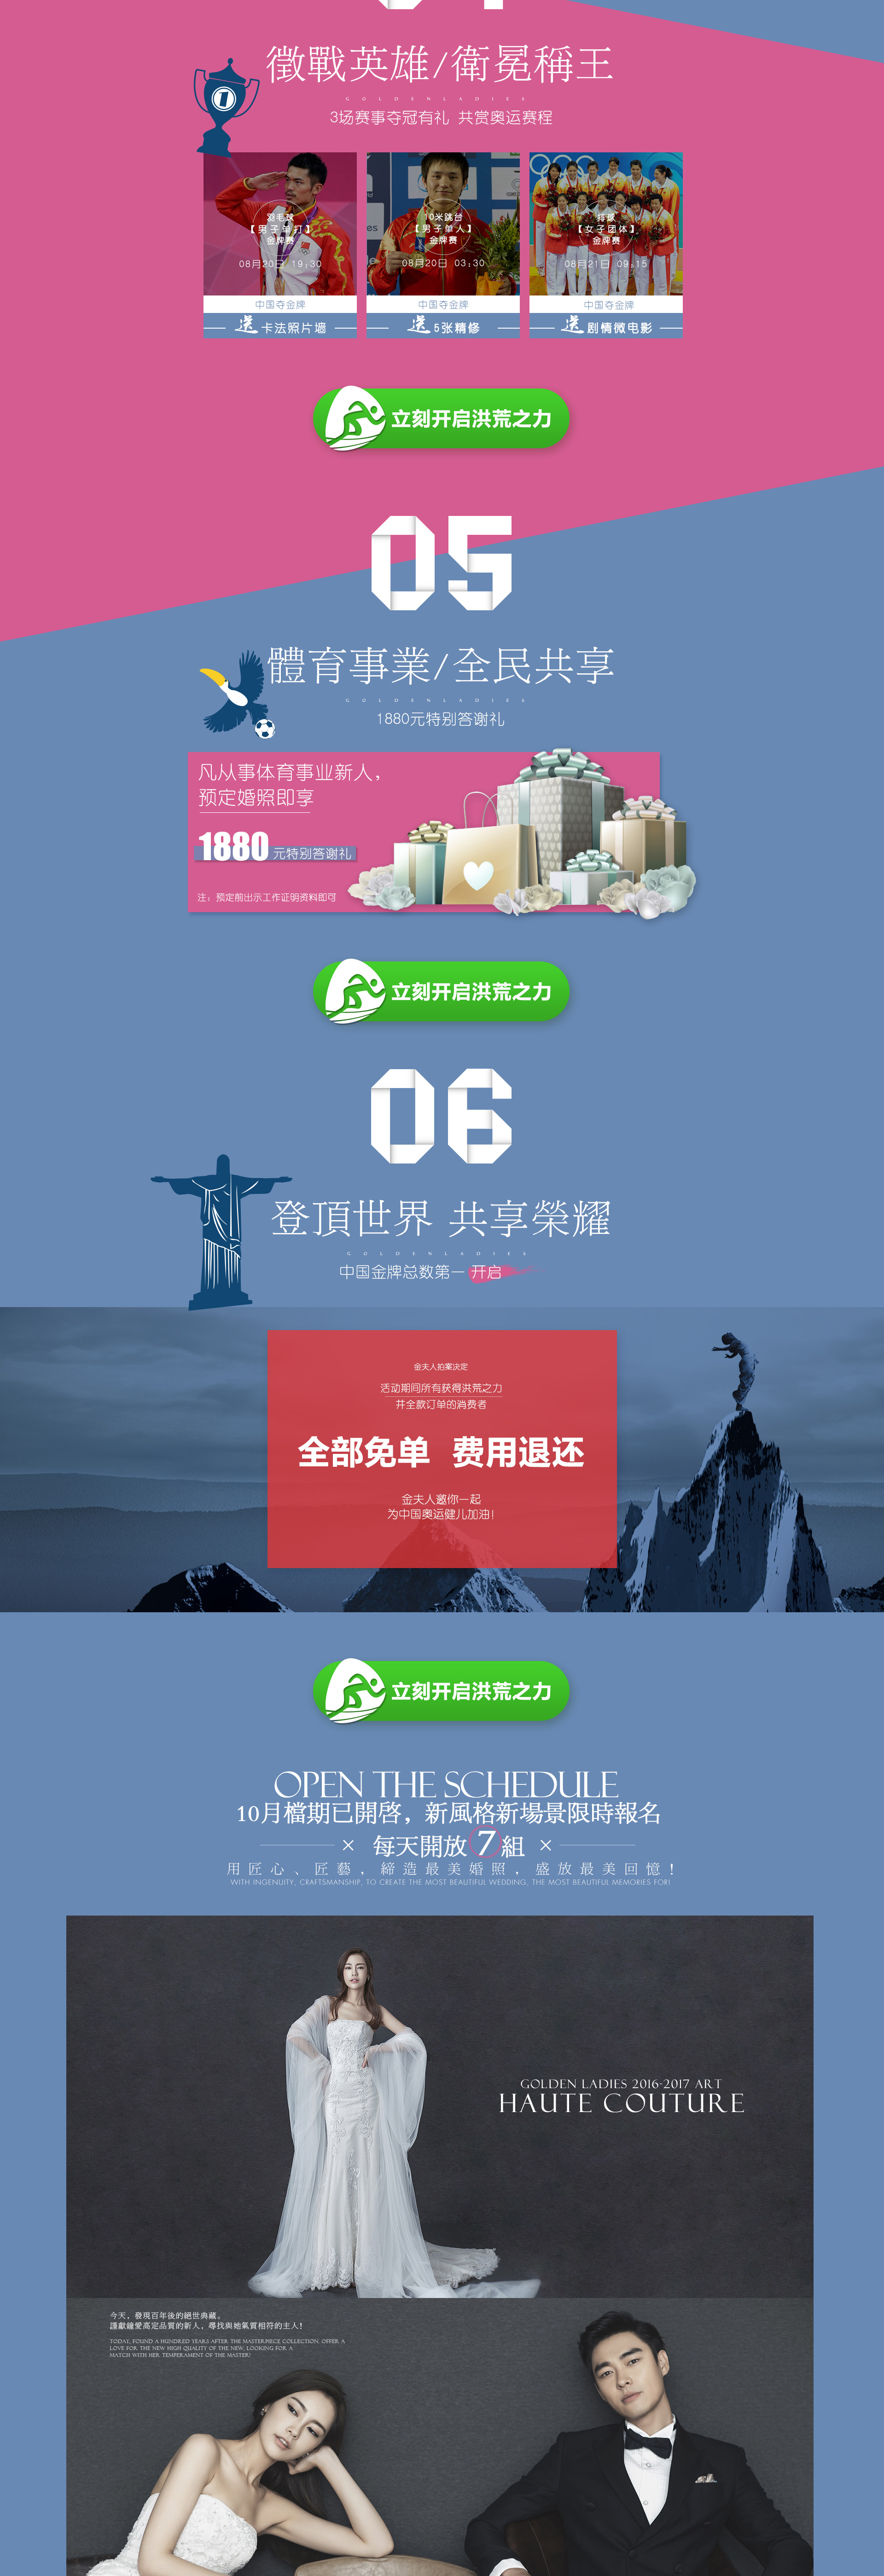 徵戰英雄/衛冕稱王
GOLDENLADIES
3场赛事夺冠有礼 共赏奥运赛程
羽毛球
【男子单打】
金牌赛
08月20日 19:30
中国夺金牌
送 卡法照片墙
10米跳台
【男子单人】
金牌赛
08月20日 03:30
中国夺金牌
送 5张精修
排球
【女子团体】
金牌赛
08月21日 09:15
中国夺金牌
送 剧情微电影
立刻开启洪荒之力
05
體育事業/全民共享
GOLDENLADIES
1880元特别答谢礼
凡从事体育事业新人，
预定婚照即享
1880 元特别答谢礼
注：预定前出示工作证明资料即可
立刻开启洪荒之力
06
登頂世界 共享榮耀
GOLDENLADIES
中国金牌总数第一 开启
金夫人拍案决定
活动期间所有获得洪荒之力
并全款订单的消费者
全部免单 费用退还
金夫人邀你一起
为中国奥运健儿加油！
立刻开启洪荒之力
OPEN THE SCHEDULE
10月檔期已開啓，新風格新場景限時報名
× 每天開放7組 ×
用匠心、匠藝，締造最美婚照，盛放最美回憶！
WITH INGENUITY, CRAFTSMANSHIP, TO CREATE THE MOST BEAUTIFUL WEDDING, THE MOST BEAUTIFUL MEMORIES FOR!
GOLDEN LADIES 2016-2017 ART
HAUTE COUTURE
今天，發現百年後的絕世典藏。
謹獻鐘愛高定品質的新人，尋找與她氣質相符的主人！
TODAY, FOUND A HUNDRED YEARS AFTER THE MASTERPIECE COLLECTION, OFFER A
LOVE FOR THE NEW HIGH QUALITY OF THE NEW, LOOKING FOR A
MATCH WITH HER TEMPERAMENT OF THE MASTER!